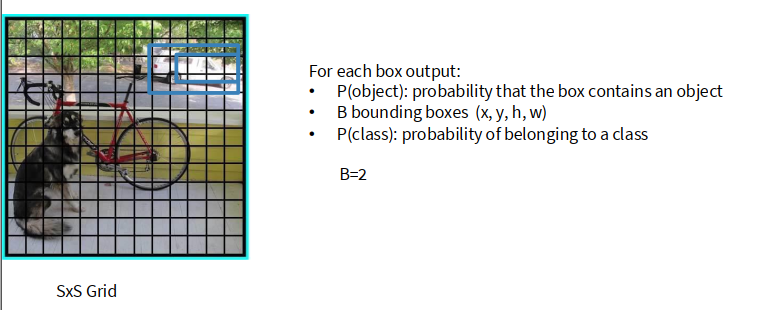 For each box output:
• P(object): probability that the box contains an object
• B bounding boxes (x, y, h, w)
• P(class): probability of belonging to a class
B=2
SxS Grid